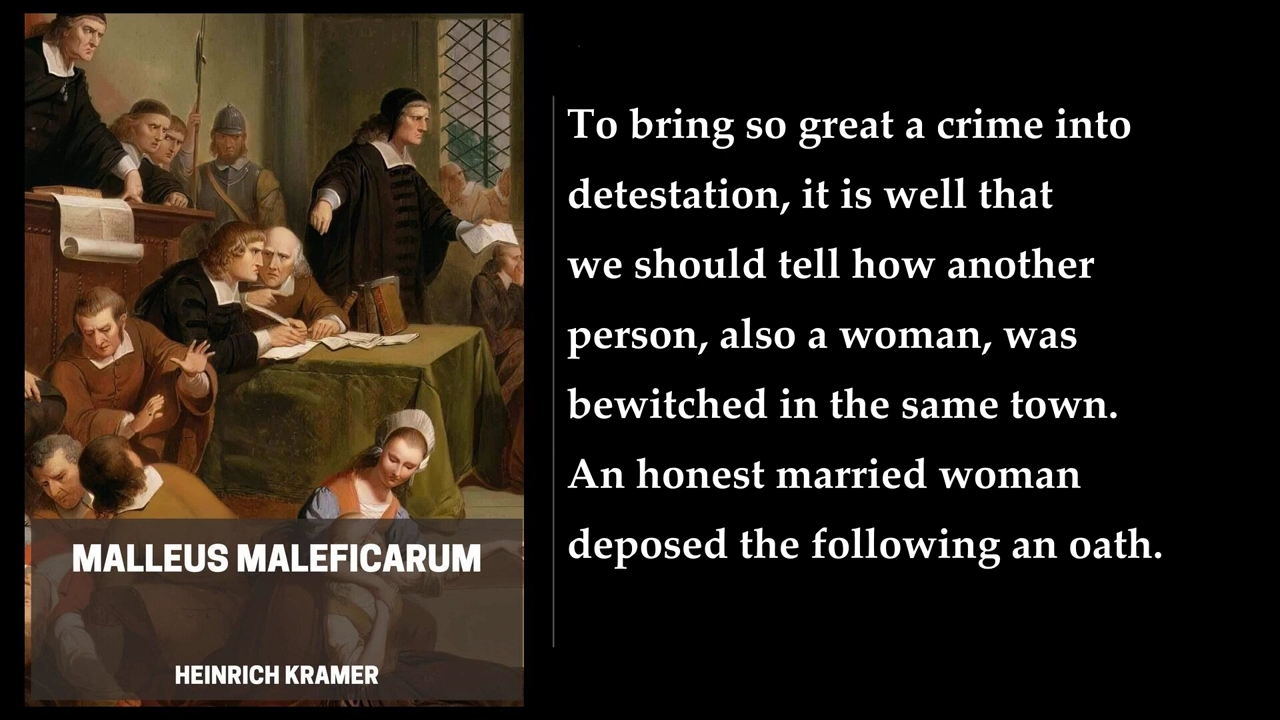 MALLEUS MALEFICARUM
HEINRICH KRAMER
To bring so great a crime into
detestation, it is well that
we should tell how another
person, also a woman, was
bewitched in the same town.
An honest married woman
deposed the following an oath.